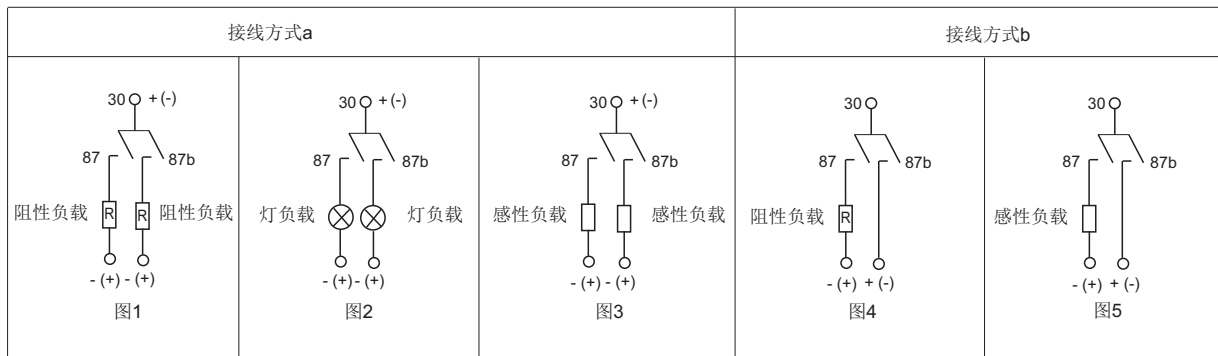 接线方式a
接线方式b
30 + (-)
87 87b
阻性负载 R R 阻性负载
- (+) - (+)
图1
30 + (-)
87 87b
灯负载 灯负载
- (+) - (+)
图2
30 + (-)
87 87b
感性负载 感性负载
- (+) - (+)
图3
30
87 87b
阻性负载 R
- (+) + (-)
图4
30
87 87b
感性负载
- (+) + (-)
图5